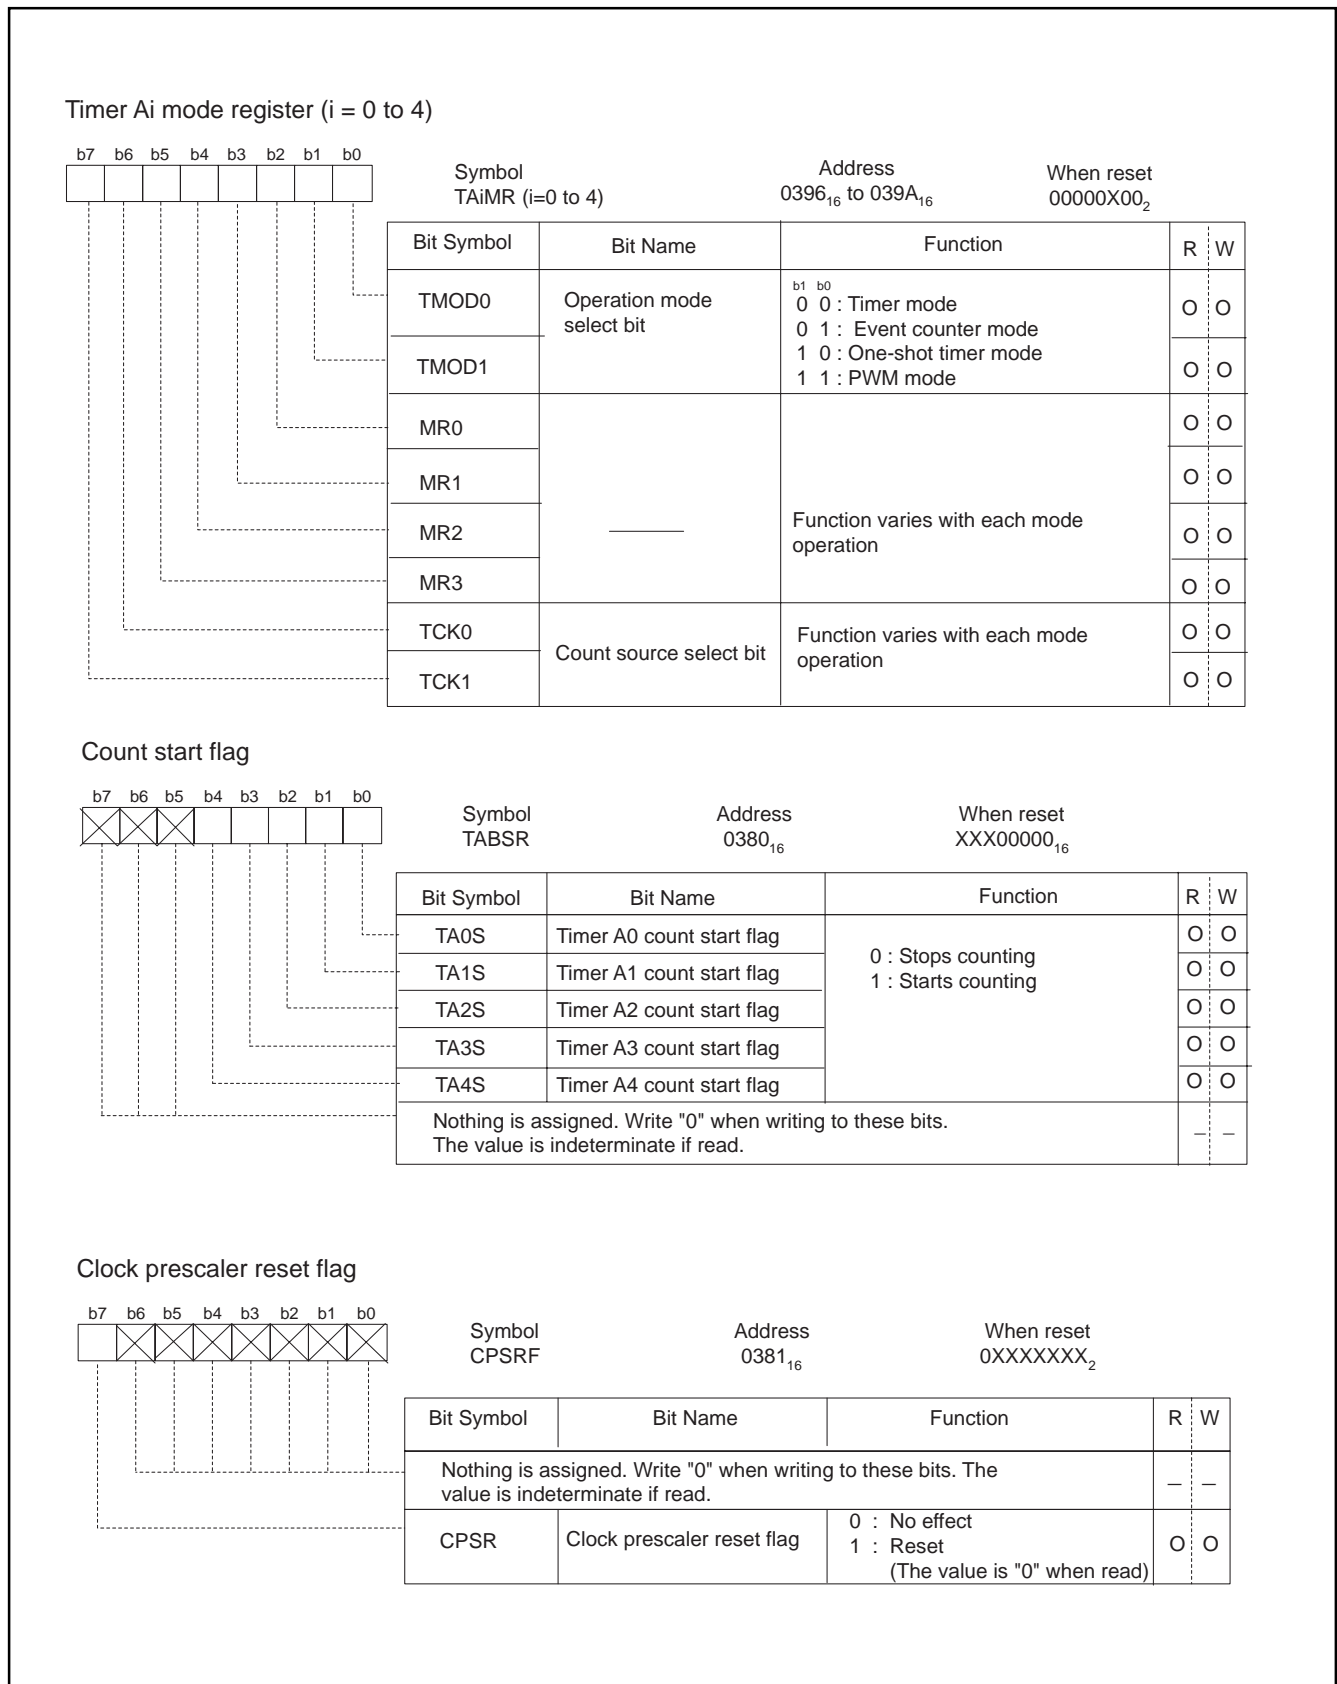 Timer Ai mode register (i = 0 to 4)
b7 b6 b5 b4 b3 b2 b1 b0
Symbol Address When reset
TAiMR (i=0 to 4) 0396₁₆ to 039A₁₆ 00000X00₂
Bit Symbol Bit Name Function R W
TMOD0 Operation mode select bit b1 b0
0 0 : Timer mode O O
0 1 : Event counter mode
TMOD1 1 0 : One-shot timer mode O O
1 1 : PWM mode
MR0 O O
MR1 O O
MR2 —— Function varies with each mode operation O O
MR3 O O
TCK0 Count source select bit Function varies with each mode operation O O
TCK1 O O
Count start flag
b7 b6 b5 b4 b3 b2 b1 b0
Symbol Address When reset
TABSR 0380₁₆ XXX00000₁₆
Bit Symbol Bit Name Function R W
TA0S Timer A0 count start flag 0 : Stops counting O O
TA1S Timer A1 count start flag 1 : Starts counting O O
TA2S Timer A2 count start flag O O
TA3S Timer A3 count start flag O O
TA4S Timer A4 count start flag O O
Nothing is assigned. Write "0" when writing to these bits.
The value is indeterminate if read. – –
Clock prescaler reset flag
b7 b6 b5 b4 b3 b2 b1 b0
Symbol Address When reset
CPSRF 0381₁₆ 0XXXXXXX₂
Bit Symbol Bit Name Function R W
Nothing is assigned. Write "0" when writing to these bits. The
value is indeterminate if read. – –
CPSR Clock prescaler reset flag 0 : No effect
1 : Reset O O
(The value is "0" when read)